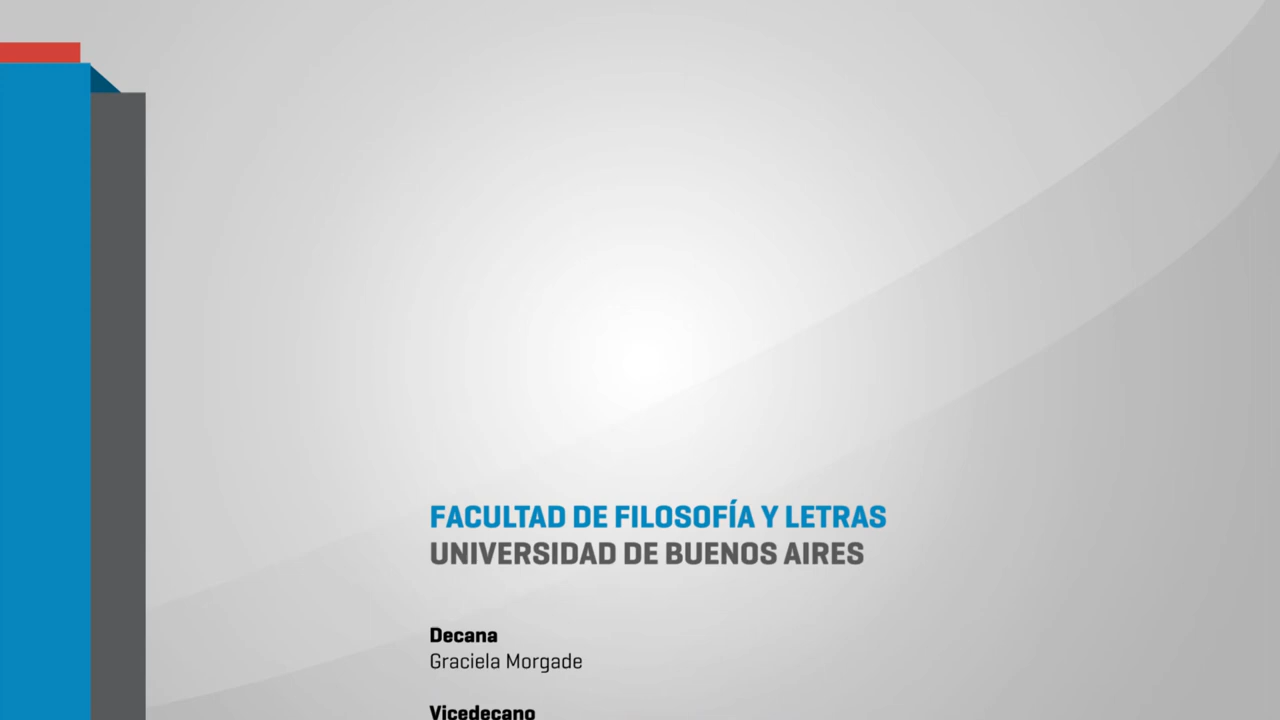 FACULTAD DE FILOSOFÍA Y LETRAS
UNIVERSIDAD DE BUENOS AIRES
Decana
Graciela Morgade
Vicedecano